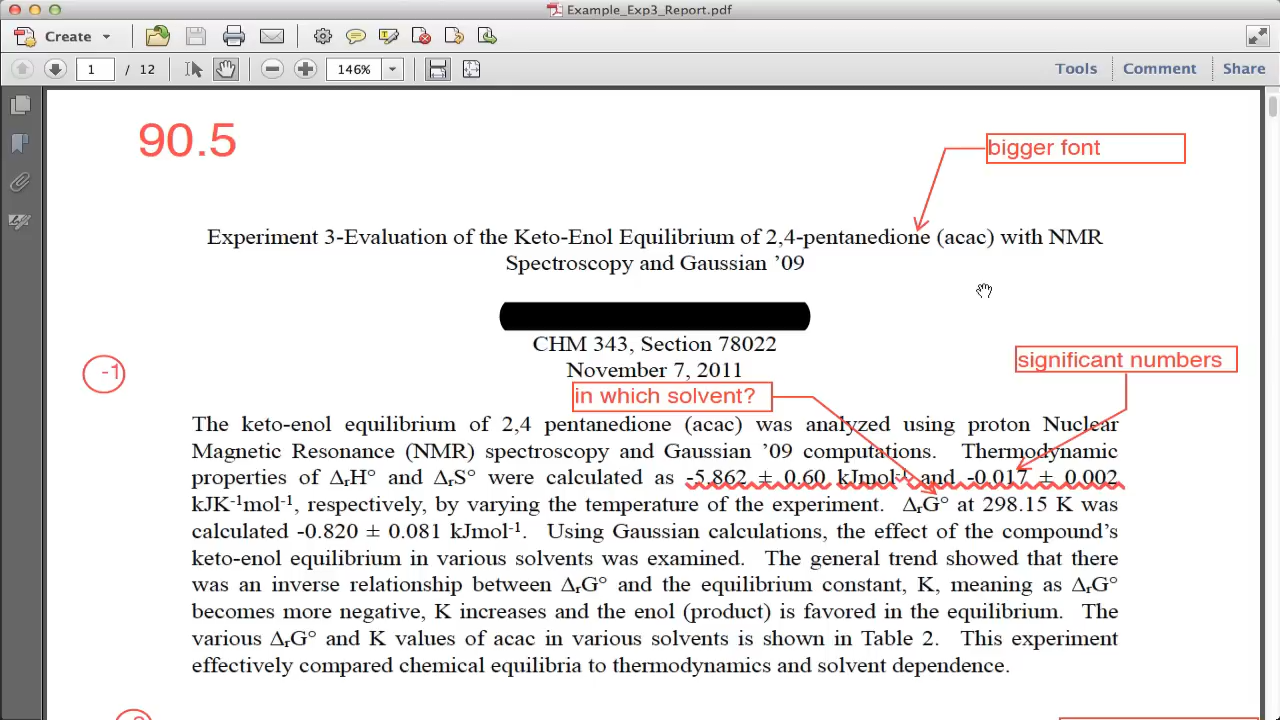 Example_Exp3_Report.pdf
Create
1 / 12
146%
Tools
Comment
Share
90.5
bigger font
Experiment 3-Evaluation of the Keto-Enol Equilibrium of 2,4-pentanedione (acac) with NMR
Spectroscopy and Gaussian ’09
CHM 343, Section 78022
November 7, 2011
-1
significant numbers
in which solvent?
The keto-enol equilibrium of 2,4 pentanedione (acac) was analyzed using proton Nuclear
Magnetic Resonance (NMR) spectroscopy and Gaussian ’09 computations. Thermodynamic
properties of ΔᵣH° and ΔᵣS° were calculated as -5.862 ± 0.60 kJmol⁻¹ and -0.017 ± 0.002
kJK⁻¹mol⁻¹, respectively, by varying the temperature of the experiment. ΔᵣG° at 298.15 K was
calculated -0.820 ± 0.081 kJmol⁻¹. Using Gaussian calculations, the effect of the compound’s
keto-enol equilibrium in various solvents was examined. The general trend showed that there
was an inverse relationship between ΔᵣG° and the equilibrium constant, K, meaning as ΔᵣG°
becomes more negative, K increases and the enol (product) is favored in the equilibrium. The
various ΔᵣG° and K values of acac in various solvents is shown in Table 2. This experiment
effectively compared chemical equilibria to thermodynamics and solvent dependence.